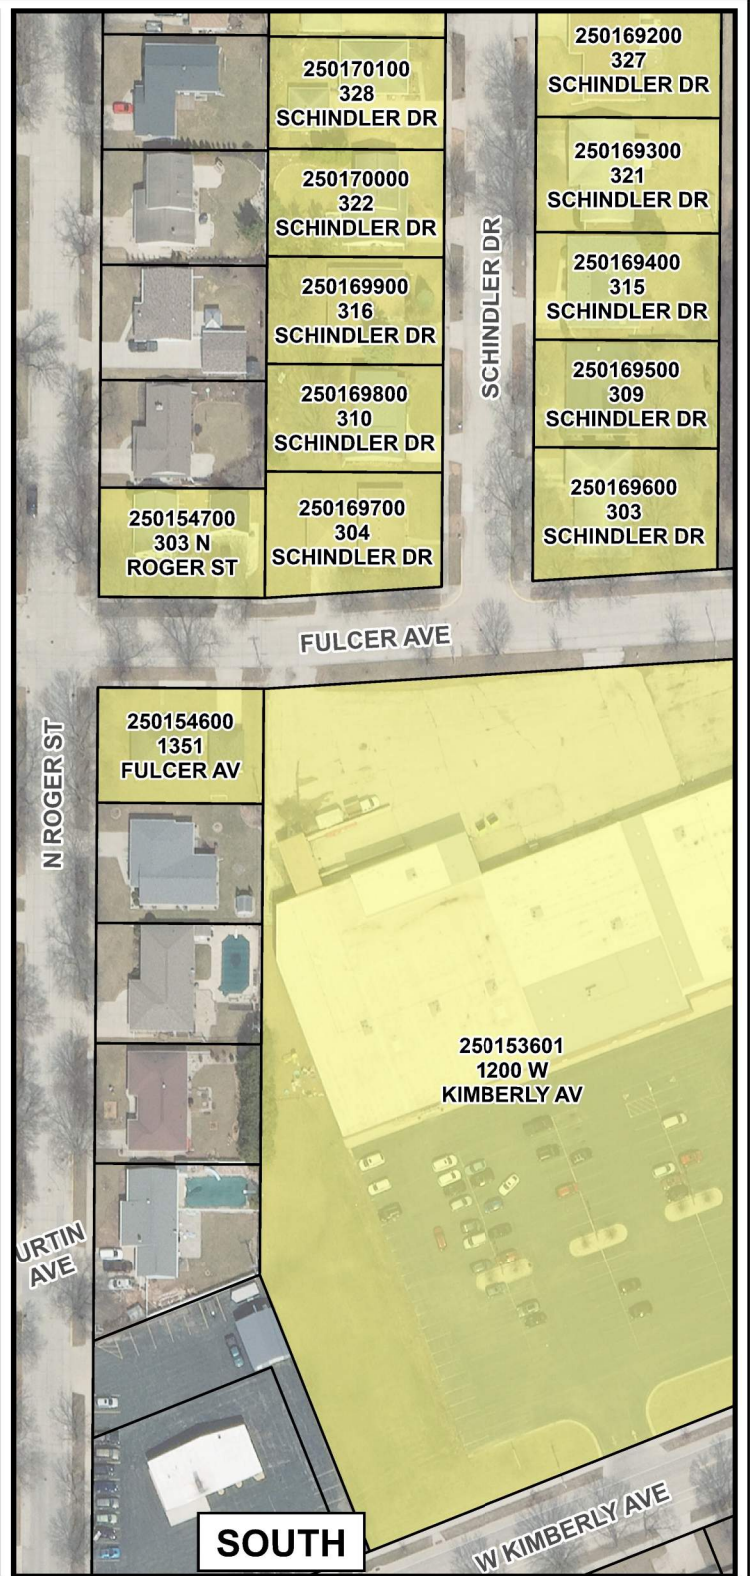 250170100
328
SCHINDLER DR
250169200
327
SCHINDLER DR
250170000
322
SCHINDLER DR
250169300
321
SCHINDLER DR
250169900
316
SCHINDLER DR
SCHINDLER DR
250169400
315
SCHINDLER DR
250169800
310
SCHINDLER DR
250169500
309
SCHINDLER DR
250154700
303 N
ROGER ST
250169700
304
SCHINDLER DR
250169600
303
SCHINDLER DR
FULCER AVE
250154600
1351
FULCER AV
N ROGER ST
250153601
1200 W
KIMBERLY AV
URTIN
AVE
SOUTH
W KIMBERLY AVE